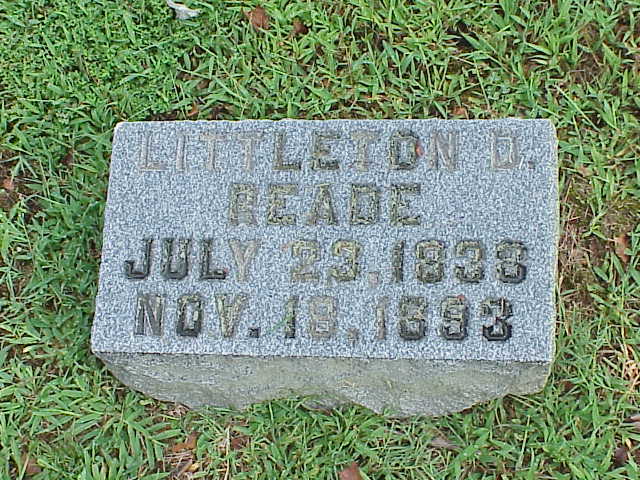 LITTLETON D.
READE
JULY 23, 1838
NOV. 18, 1893